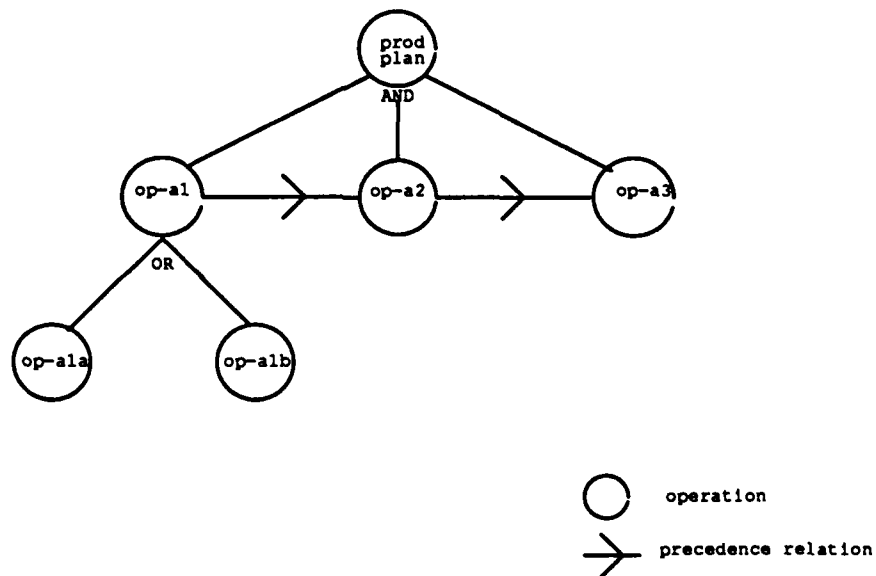 prod
plan
AND
op-a1
op-a2
op-a3
OR
op-a1a
op-a1b
operation
precedence relation